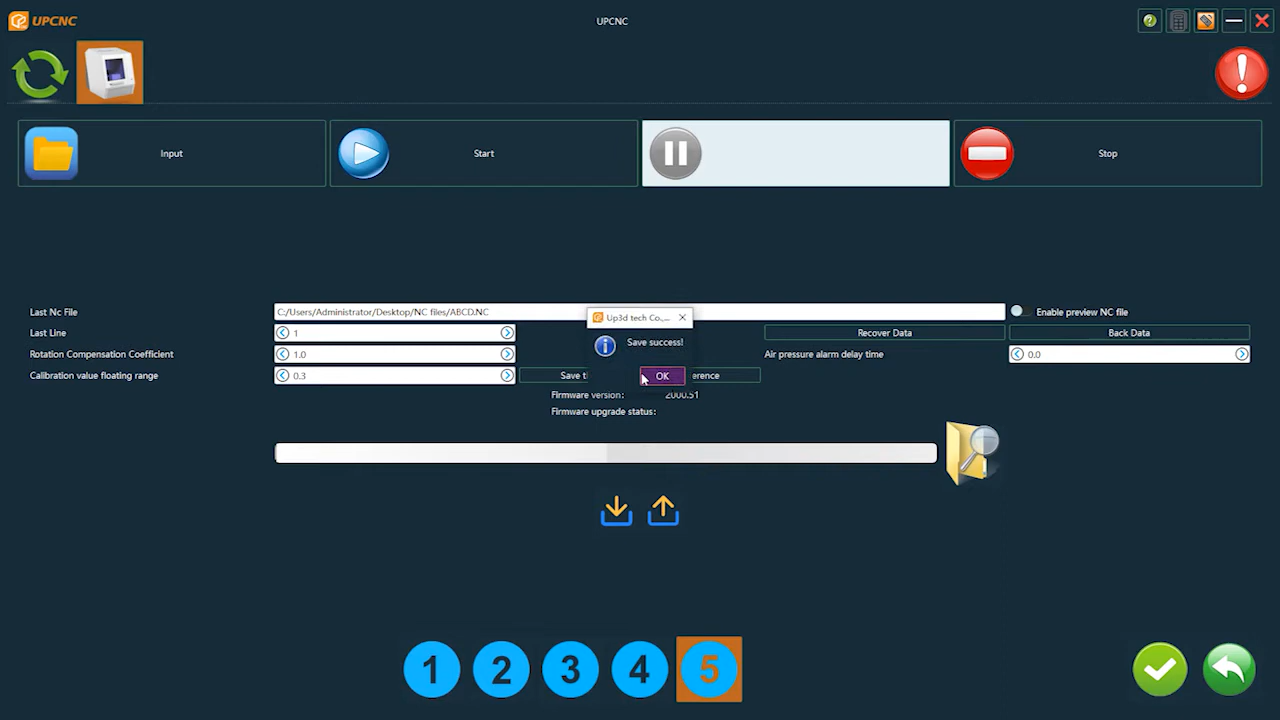 UPCNC
UPCNC
Input
Start
Stop
Last Nc File
C:/Users/Administrator/Desktop/NC files/ABCD.NC
Enable preview NC file
Last Line
1
Recover Data
Back Data
Rotation Compensation Coefficient
1.0
Air pressure alarm delay time
0.0
Calibration value floating range
0.3
Save t
erence
Up3d tech Co.,...
Save success!
OK
Firmware version:
2000.51
Firmware upgrade status:
1
2
3
4
5